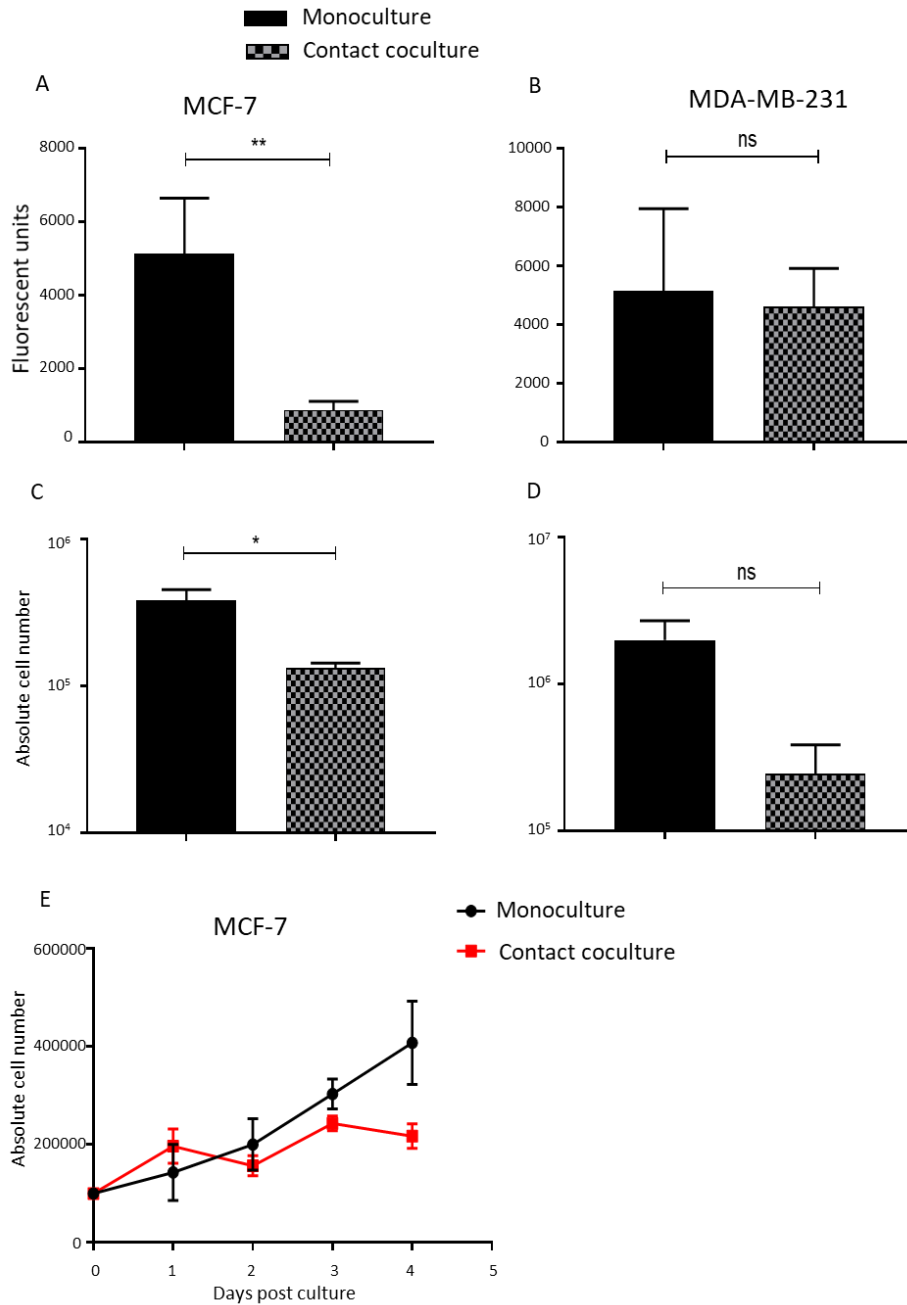 Monoculture
Contact coculture
A
MCF-7
B
MDA-MB-231
**
ns
8000
6000
4000
2000
0
Fluorescent units
10000
8000
6000
4000
2000
0
C
D
*
ns
10⁶
10⁵
10⁴
Absolute cell number
10⁷
10⁶
10⁵
E
MCF-7
Monoculture
Contact coculture
600000
400000
200000
0
Absolute cell number
0 1 2 3 4 5
Days post culture